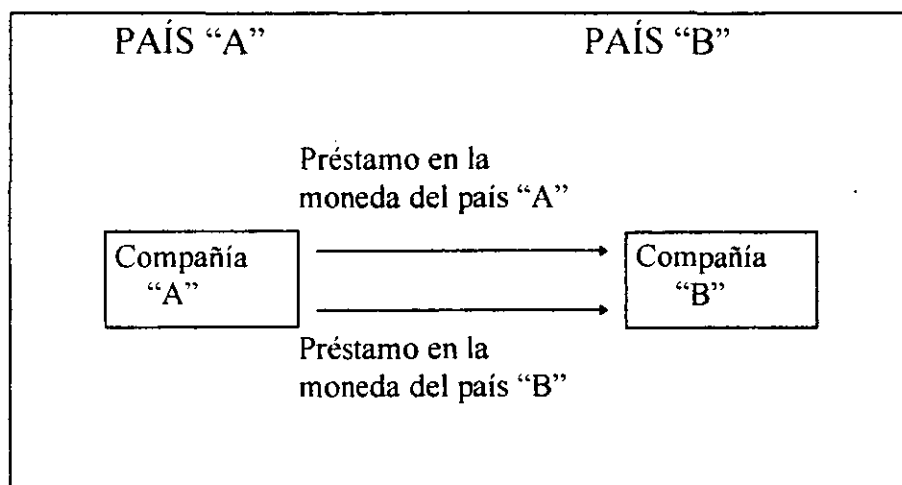 PAÍS “A”
PAÍS “B”
Préstamo en la
moneda del país “A”
Compañía
“A”
Compañía
“B”
Préstamo en la
moneda del país “B”